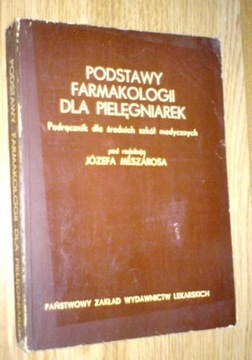 PODSTAWY
FARMAKOLOGII
DLA PIELĘGNIAREK
Podręcznik dla średnich szkół medycznych
pod redakcją
JÓZEFA MESZÁROSA
PAŃSTWOWY ZAKŁAD WYDAWNICTW LEKARSKICH
PODSTAWY FARMAKOLOGII DLA PIELĘGNIAREK